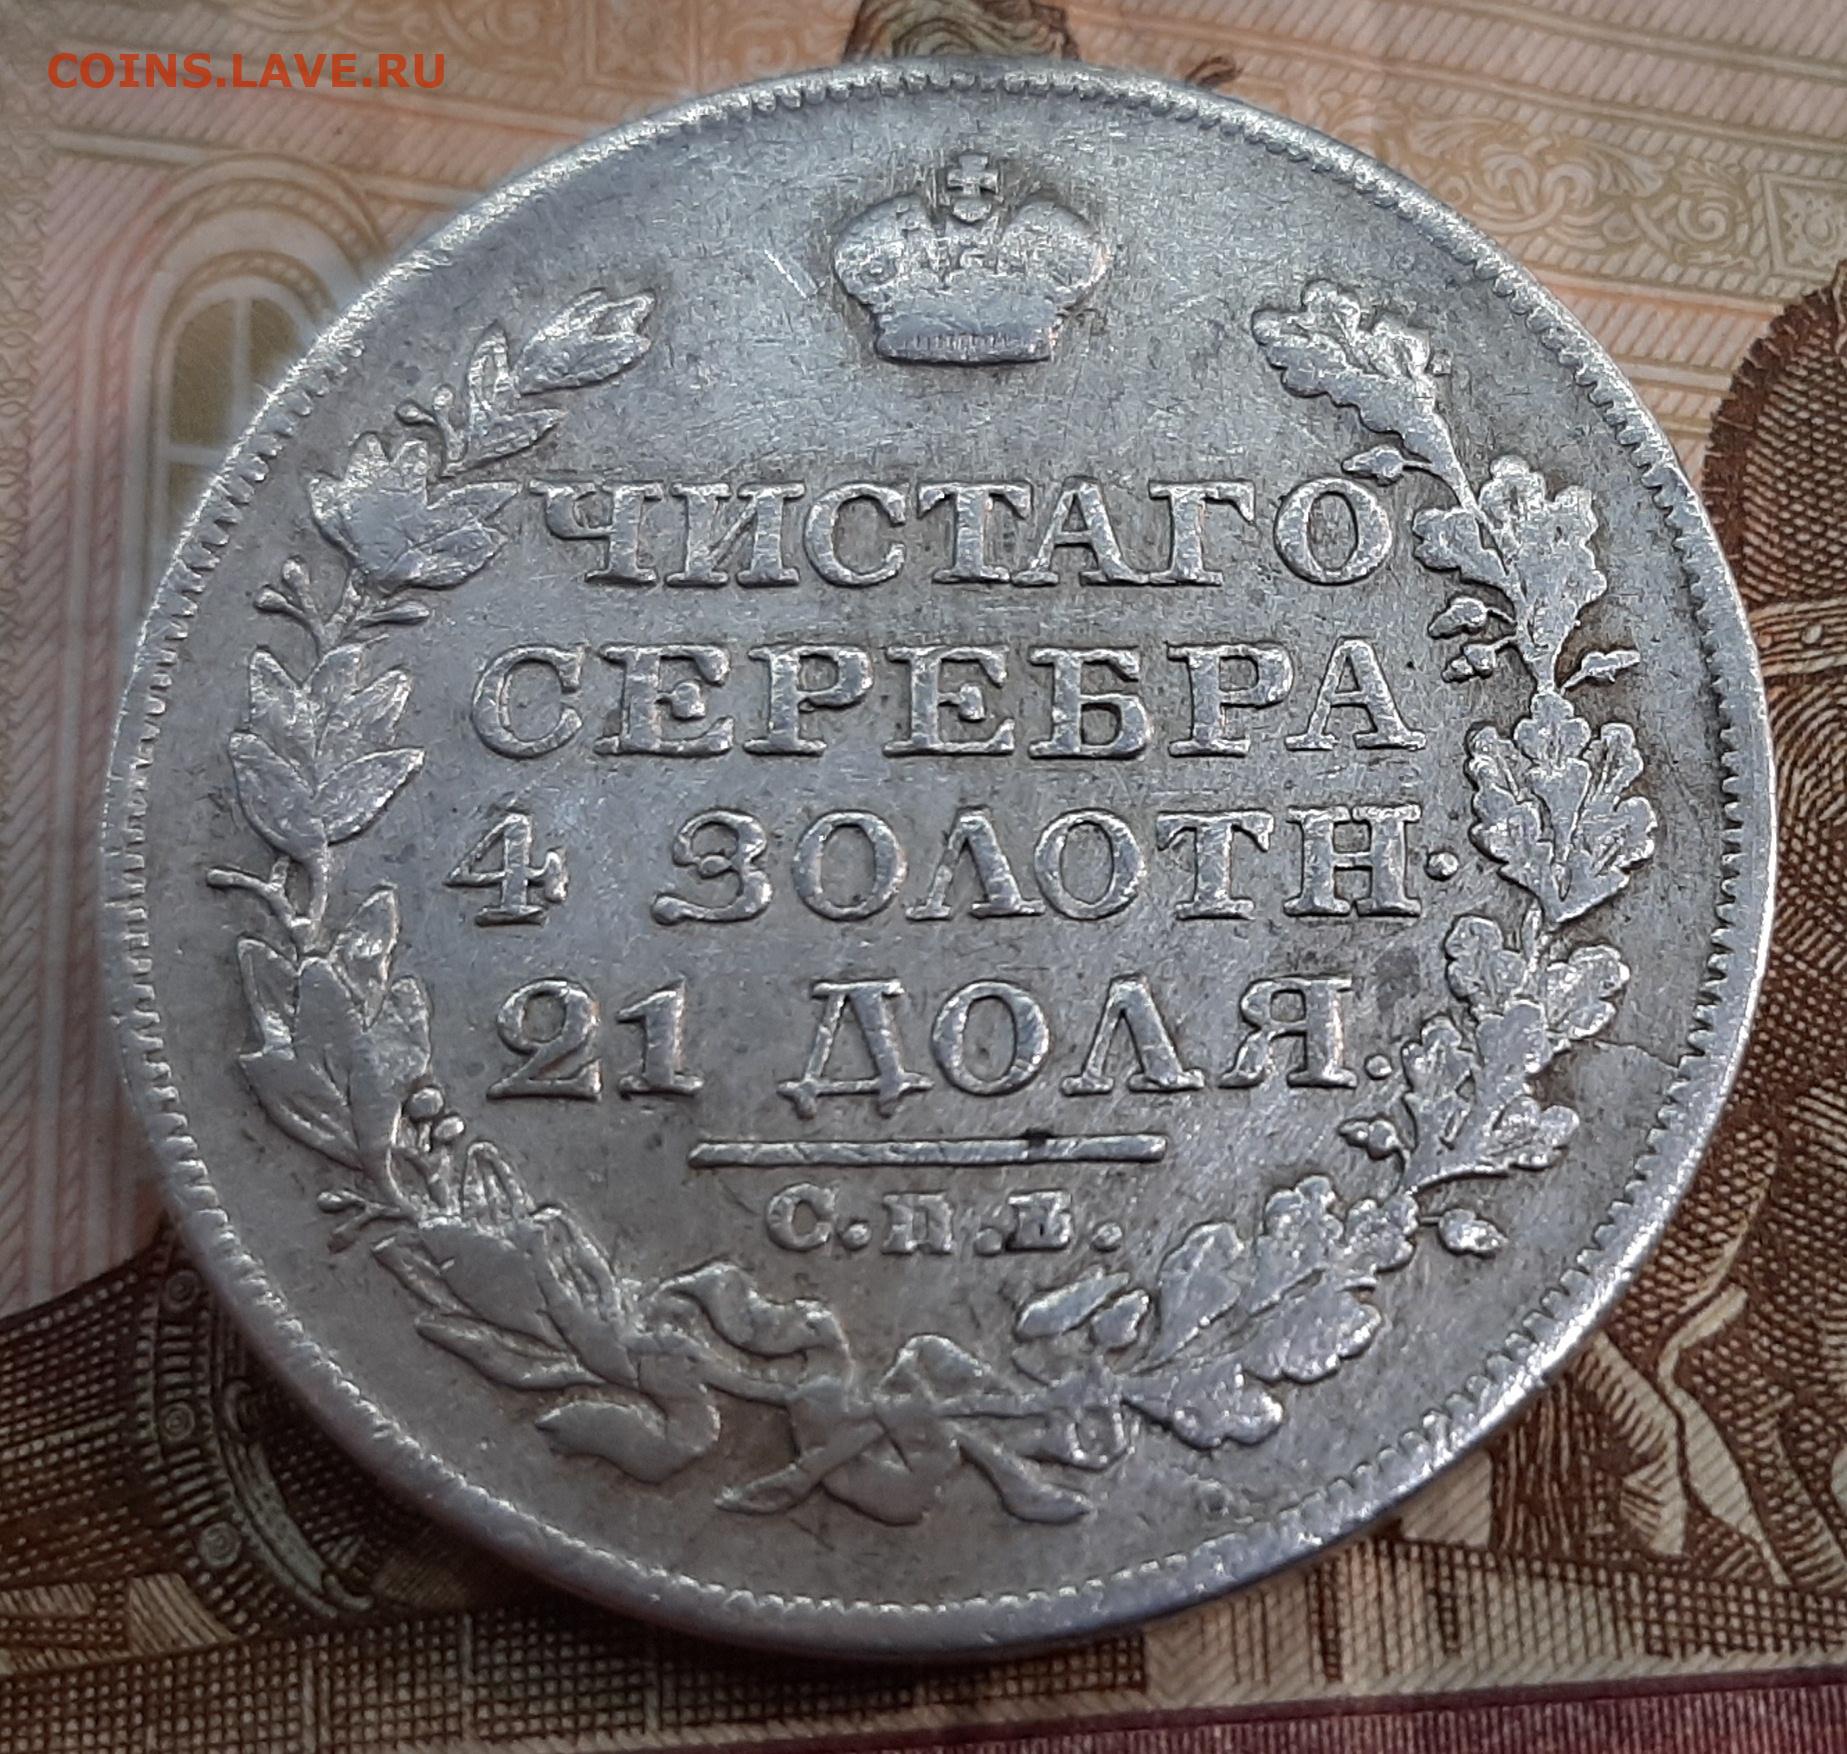 COINS.LAVE.RU
ЧИСТАГО
СЕРЕБРА
4 ЗОЛОТН.
21 ДОЛЯ.
С.П.Б.